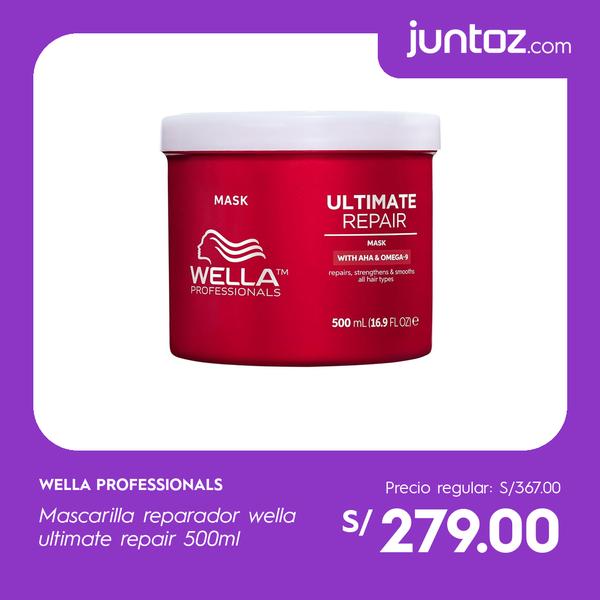 juntoz.com
MASK
WELLA™
PROFESSIONALS
ULTIMATE
REPAIR
MASK
WITH AHA & OMEGA-9
repairs, strengthens & smooths
all hair types
500 mL (16.9 FL OZ) ℮
WELLA PROFESSIONALS
Mascarilla reparador wella
ultimate repair 500ml
Precio regular: S/367.00
S/ 279.00